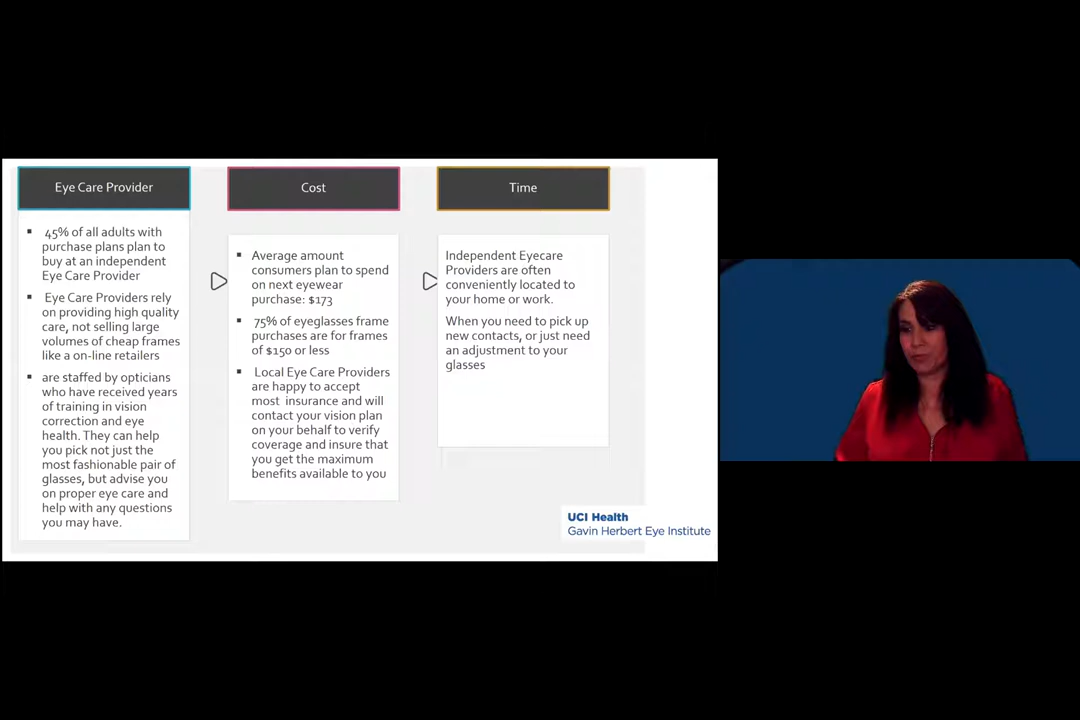 Eye Care Provider
45% of all adults with
purchase plans plan to
buy at an independent
Eye Care Provider
Eye Care Providers rely
on providing high quality
care, not selling large
volumes of cheap frames
like a on-line retailers
are staffed by opticians
who have received years
of training in vision
correction and eye
health. They can help
you pick not just the
most fashionable pair of
glasses, but advise you
on proper eye care and
help with any questions
you may have.
Cost
Average amount
consumers plan to spend
on next eyewear
purchase: $173
75% of eyeglasses frame
purchases are for frames
of $150 or less
Local Eye Care Providers
are happy to accept
most insurance and will
contact your vision plan
on your behalf to verify
coverage and insure that
you get the maximum
benefits available to you
Time
Independent Eyecare
Providers are often
conveniently located to
your home or work.
When you need to pick up
new contacts, or just need
an adjustment to your
glasses
UCI Health
Gavin Herbert Eye Institute